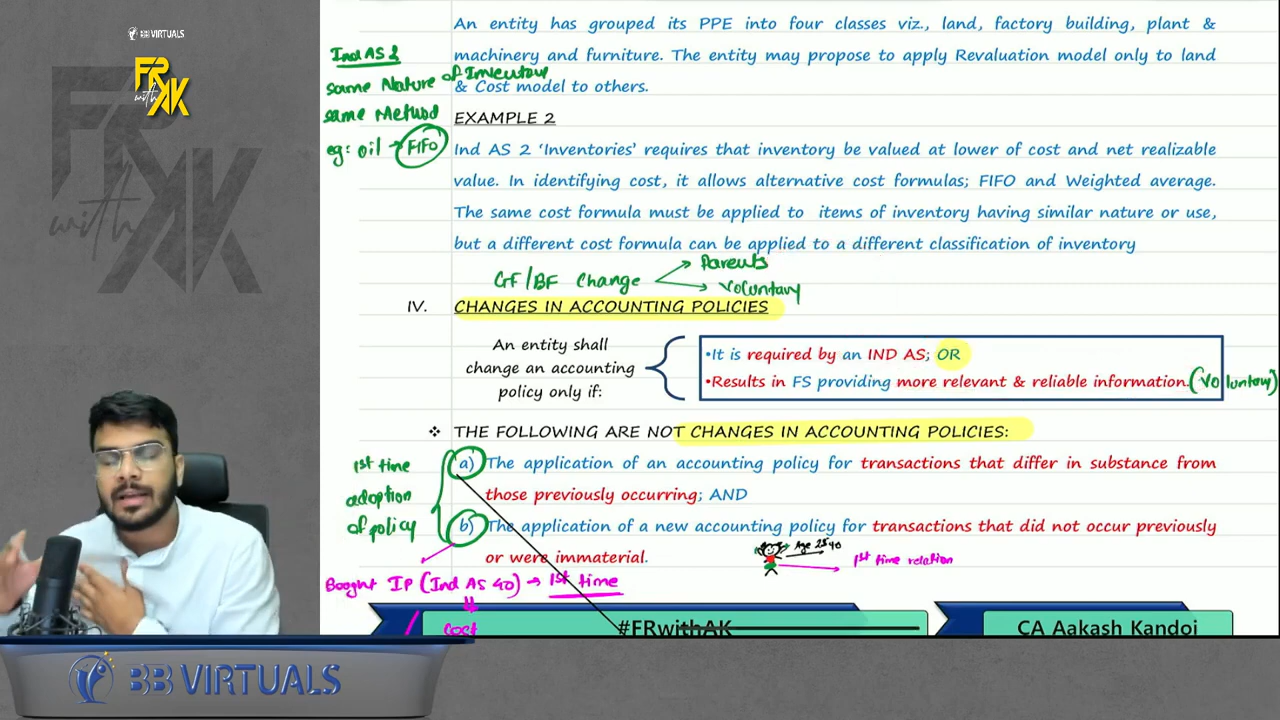 BB VIRTUALS
FR
with
AK
FR
with
AK
An entity has grouped its PPE into four classes viz., land, factory building, plant &
machinery and furniture. The entity may propose to apply Revaluation model only to land
& Cost model to others.
Ind AS 2
same Nature of Inventory
same Method
eg: oil → FIFO
EXAMPLE 2
Ind AS 2 ‘Inventories’ requires that inventory be valued at lower of cost and net realizable
value. In identifying cost, it allows alternative cost formulas; FIFO and Weighted average.
The same cost formula must be applied to items of inventory having similar nature or use,
but a different cost formula can be applied to a different classification of inventory
GF/BF Change
Parents
Voluntary
IV. CHANGES IN ACCOUNTING POLICIES
An entity shall
change an accounting
policy only if:
•It is required by an IND AS; OR
•Results in FS providing more relevant & reliable information. (Voluntary)
❖ THE FOLLOWING ARE NOT CHANGES IN ACCOUNTING POLICIES:
1st time
adoption
of policy
a) The application of an accounting policy for transactions that differ in substance from
those previously occurring; AND
b) The application of a new accounting policy for transactions that did not occur previously
or were immaterial.
Age 25 40
1st time relation
Bought IP (Ind AS 40) → 1st time
cost
#FRwithAK
CA Aakash Kandoi
BB VIRTUALS